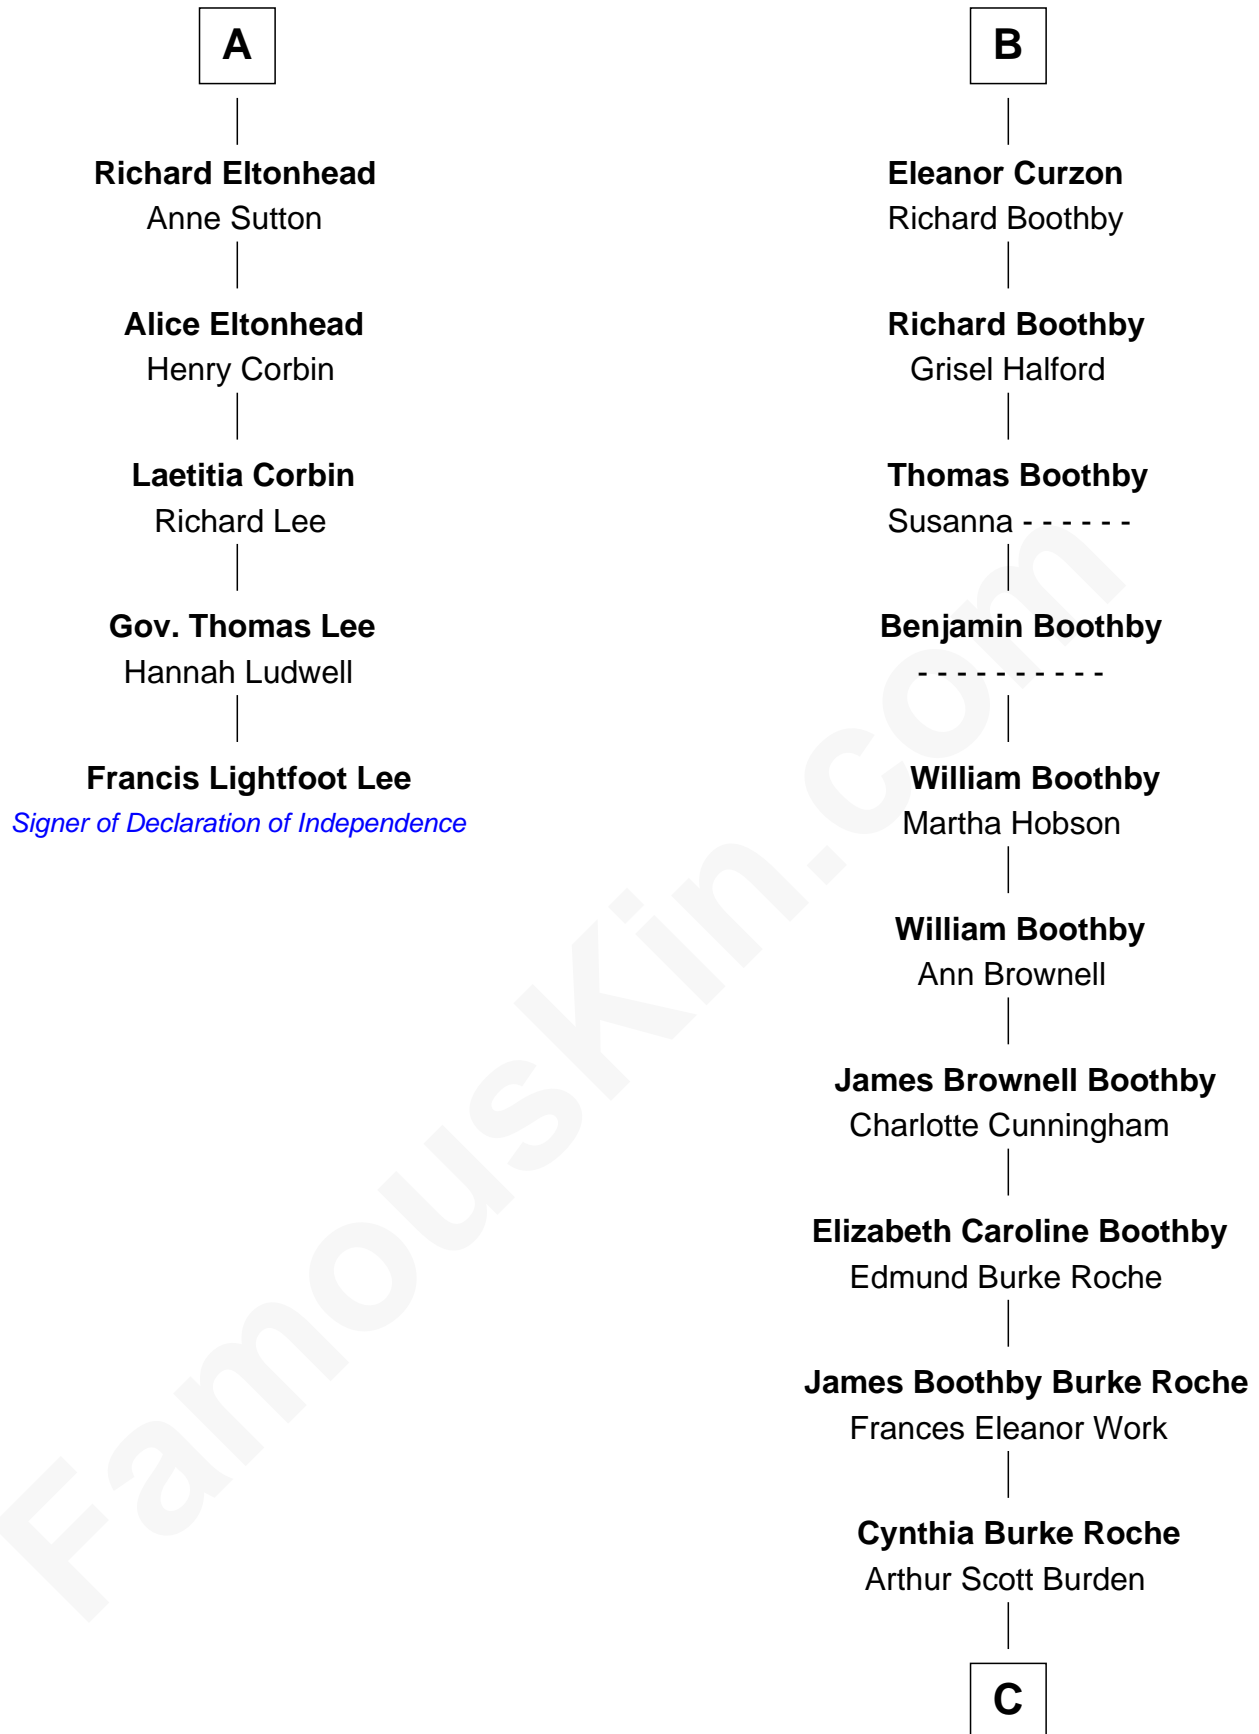 A
Richard Eltonhead
Anne Sutton
Alice Eltonhead
Henry Corbin
Laetitia Corbin
Richard Lee
Gov. Thomas Lee
Hannah Ludwell
Francis Lightfoot Lee
Signer of Declaration of Independence
B
Eleanor Curzon
Richard Boothby
Richard Boothby
Grisel Halford
Thomas Boothby
Susanna - - - - - -
Benjamin Boothby
- - - - - - - - - -
William Boothby
Martha Hobson
William Boothby
Ann Brownell
James Brownell Boothby
Charlotte Cunningham
Elizabeth Caroline Boothby
Edmund Burke Roche
James Boothby Burke Roche
Frances Eleanor Work
Cynthia Burke Roche
Arthur Scott Burden
C
FamousKin.com